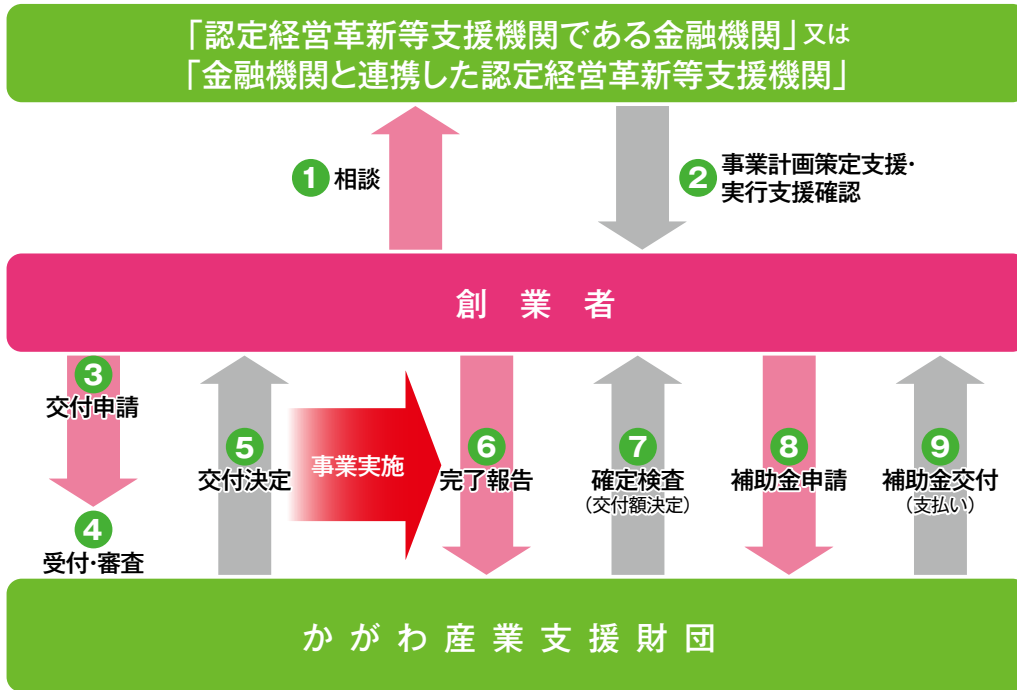 「認定経営革新等支援機関である金融機関」又は
「金融機関と連携した認定経営革新等支援機関」
1 相談
2 事業計画策定支援・
実行支援確認
創業者
3
交付申請
4
受付・審査
5
交付決定
事業実施
6
完了報告
7
確定検査
(交付額決定)
8
補助金申請
9
補助金交付
(支払い)
かがわ産業支援財団